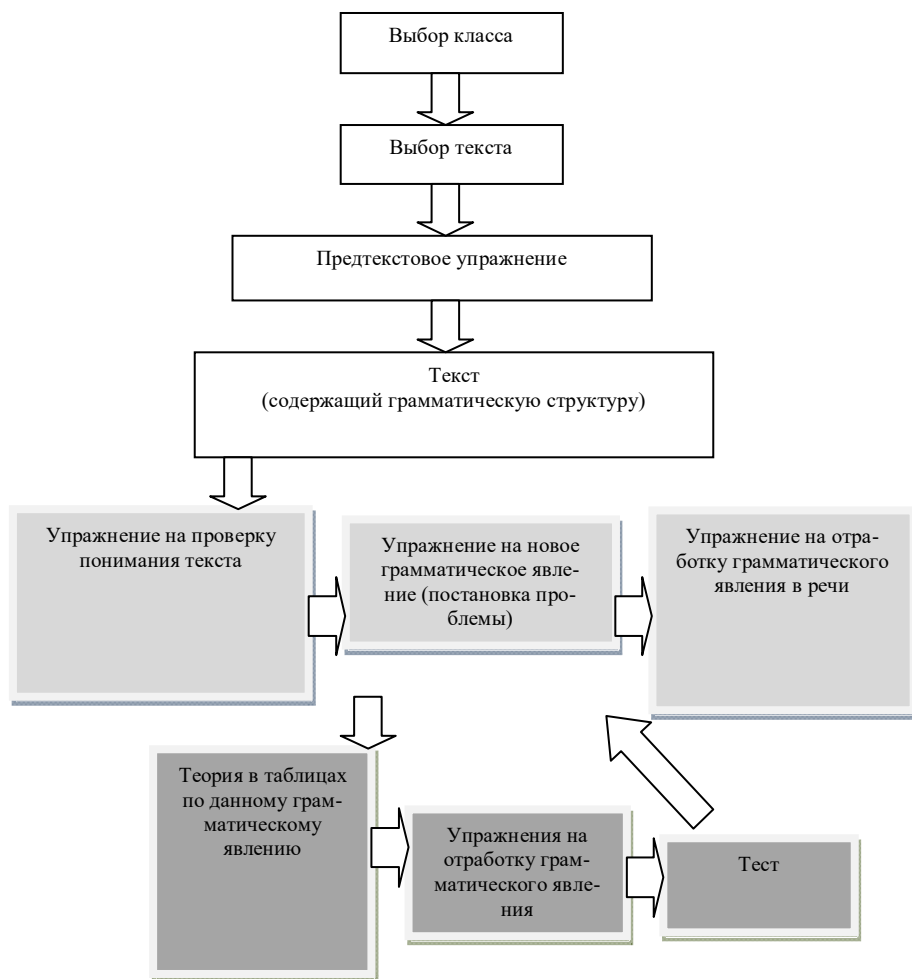 Выбор класса
Выбор текста
Предтекстовое упражнение
Текст
(содержащий грамматическую структуру)
Упражнение на проверку
понимания текста
Упражнение на новое
грамматическое явле-
ние (постановка про-
блемы)
Упражнение на отра-
ботку грамматического
явления в речи
Теория в таблицах
по данному грам-
матическому
явлению
Упражнения на
отработку грам-
матического явле-
ния
Тест